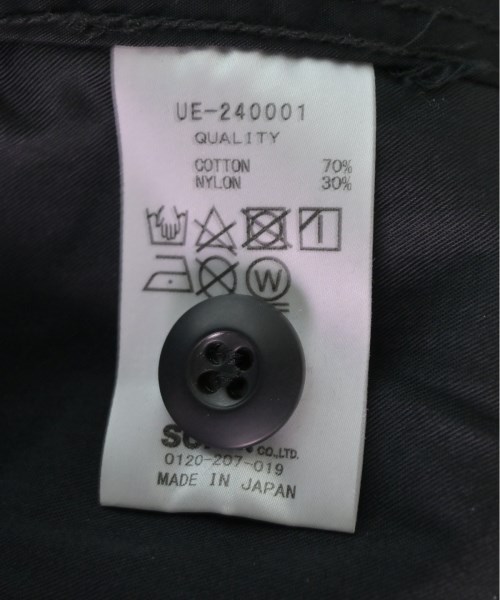 UE-240001
QUALITY
COTTON 70%
NYLON 30%
W
CO.,LTD.
0120-207-019
MADE IN JAPAN